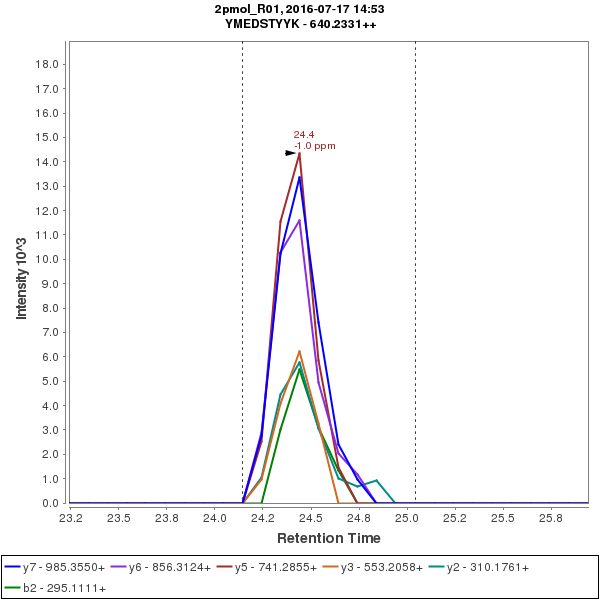 2pmol_R01, 2016-07-17 14:53
YMEDSTYYK - 640.2331++
18.0
17.0
16.0
15.0
14.0
13.0
12.0
11.0
10.0
9.0
8.0
7.0
6.0
5.0
4.0
3.0
2.0
1.0
0.0
Intensity 10^3
24.4
-1.0 ppm
23.2 23.5 23.8 24.0 24.2 24.5 24.8 25.0 25.2 25.5 25.8
Retention Time
y7 - 985.3550+ y6 - 856.3124+ y5 - 741.2855+ y3 - 553.2058+ y2 - 310.1761+
b2 - 295.1111+